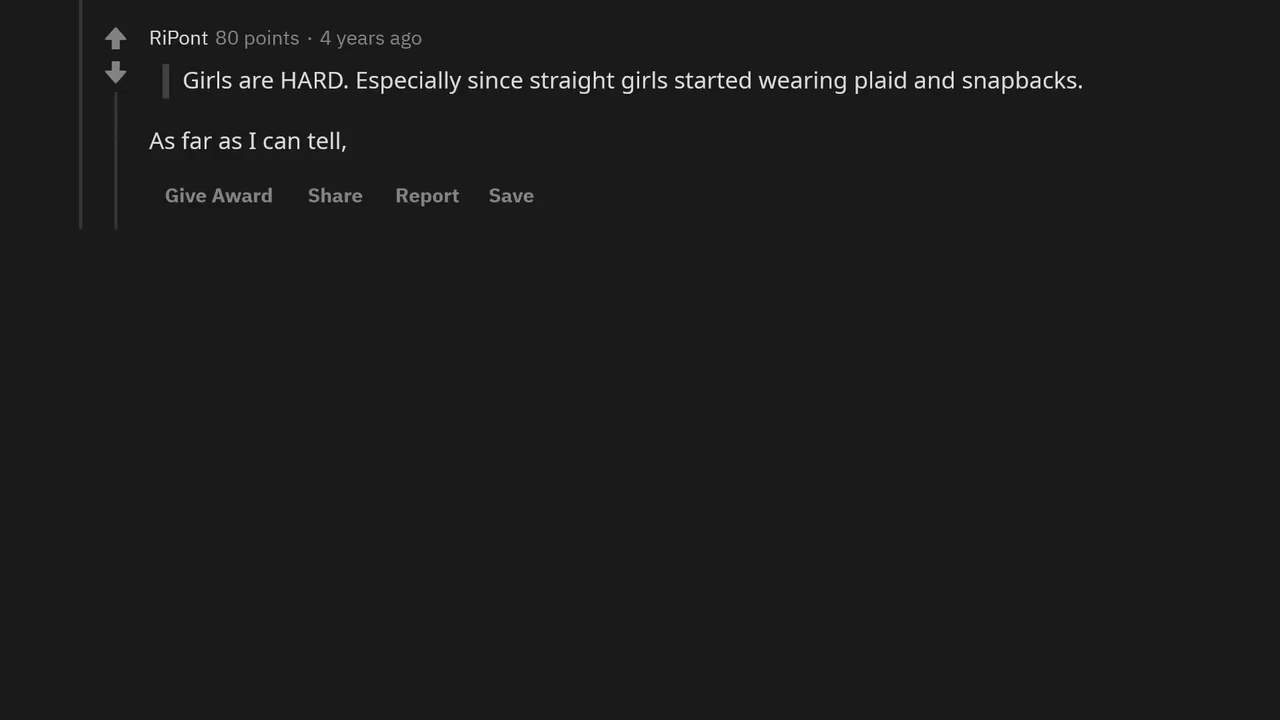 RiPont 80 points · 4 years ago
Girls are HARD. Especially since straight girls started wearing plaid and snapbacks.
As far as I can tell,
Give Award Share Report Save